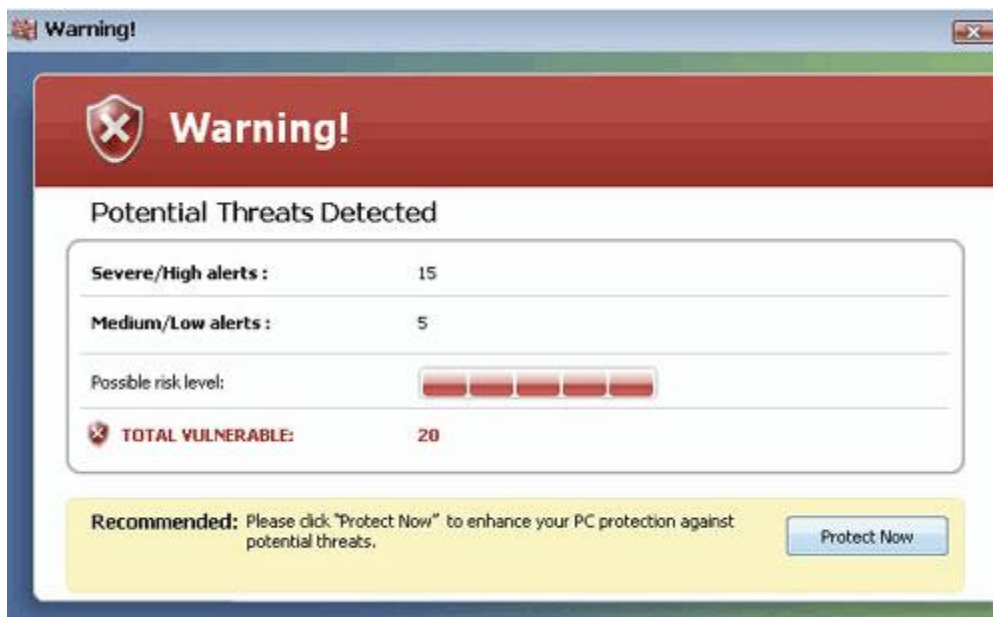 Warning!
Warning!
Potential Threats Detected
Severe/High alerts : 15
Medium/Low alerts : 5
Possible risk level:
TOTAL VULNERABLE: 20
Recommended: Please click "Protect Now" to enhance your PC protection against
potential threats.
Protect Now